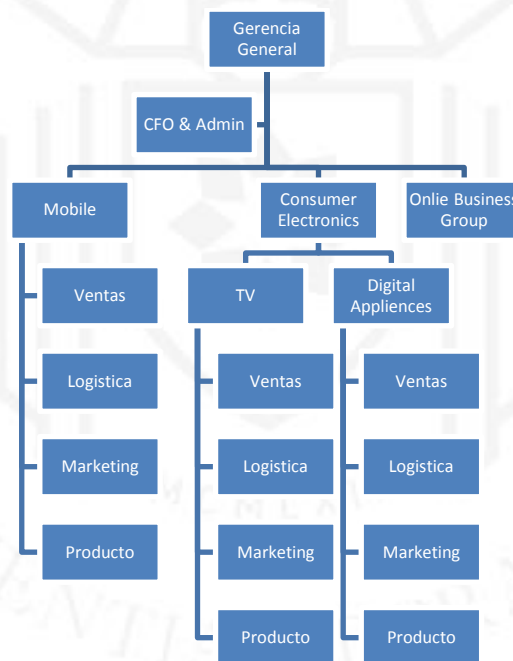 Gerencia
General
CFO & Admin
Mobile
Consumer
Electronics
Onlie Business
Group
Ventas
TV
Digital
Appliences
Logistica
Ventas
Ventas
Marketing
Logistica
Logistica
Producto
Marketing
Marketing
Producto
Producto